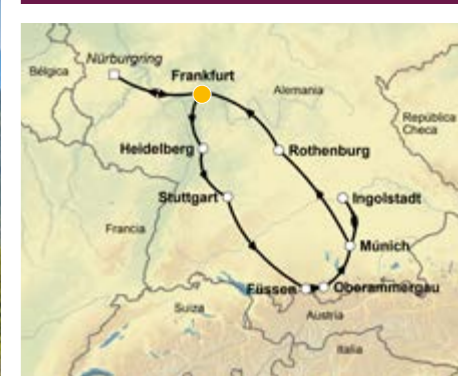 Nürburgring
Bélgica
Frankfurt
Alemania
República
Checa
Heidelberg
Rothenburg
Stuttgart
Ingolstadt
Francia
Múnich
Füssen
Oberammergau
Suiza
Austria
Italia